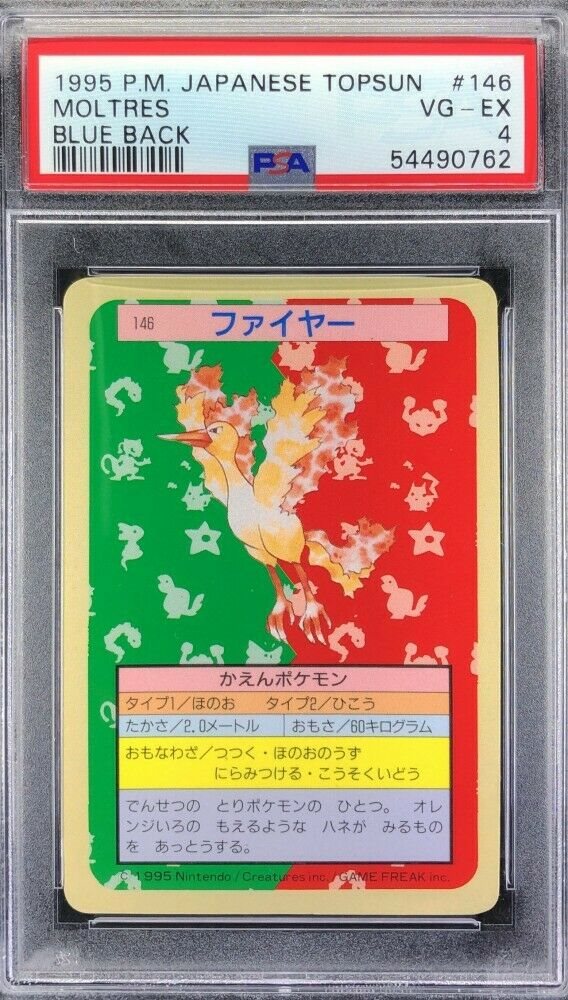 1995 P.M. JAPANESE TOPSUN #146
MOLTRES VG-EX
BLUE BACK 4
PSA 54490762
146 ファイヤー
かえんポケモン
タイプ1/ほのお タイプ2/ひこう
たかさ/2.0メートル おもさ/60キログラム
おもなわざ/つつく・ほのおのうず
にらみつける・こうそくいどう
でんせつの とりポケモンの ひとつ。 オレ
ンジいろの もえるような ハネが みるもの
を あっとうする。
© 1995 Nintendo/Creatures inc./GAME FREAK inc.